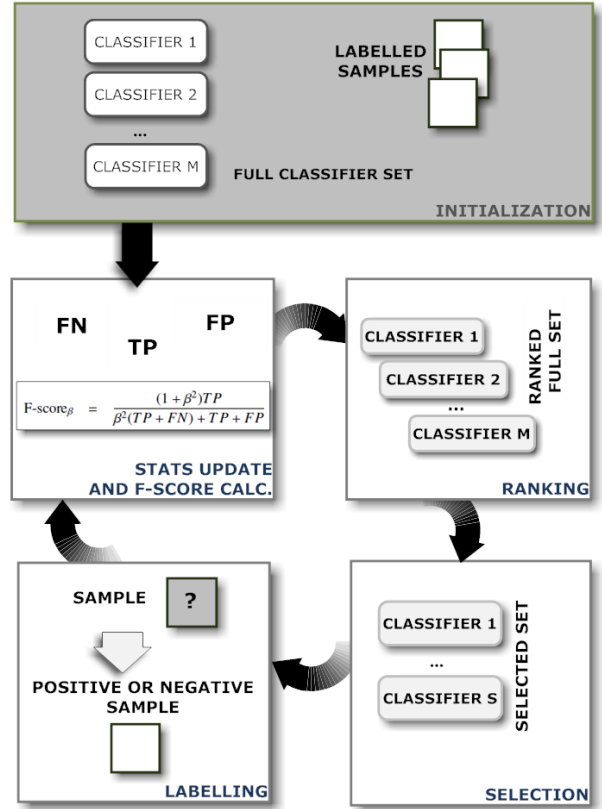 CLASSIFIER 1
CLASSIFIER 2
...
CLASSIFIER M
FULL CLASSIFIER SET
LABELLED
SAMPLES
INITIALIZATION
FN
TP
FP
F-scoreβ = (1 + β²)TP / β²(TP + FN) + TP + FP
STATS UPDATE
AND F-SCORE CALC.
CLASSIFIER 1
CLASSIFIER 2
...
CLASSIFIER M
RANKED
FULL SET
RANKING
CLASSIFIER 1
...
CLASSIFIER S
SELECTED SET
SELECTION
SAMPLE ?
POSITIVE OR NEGATIVE
SAMPLE
LABELLING